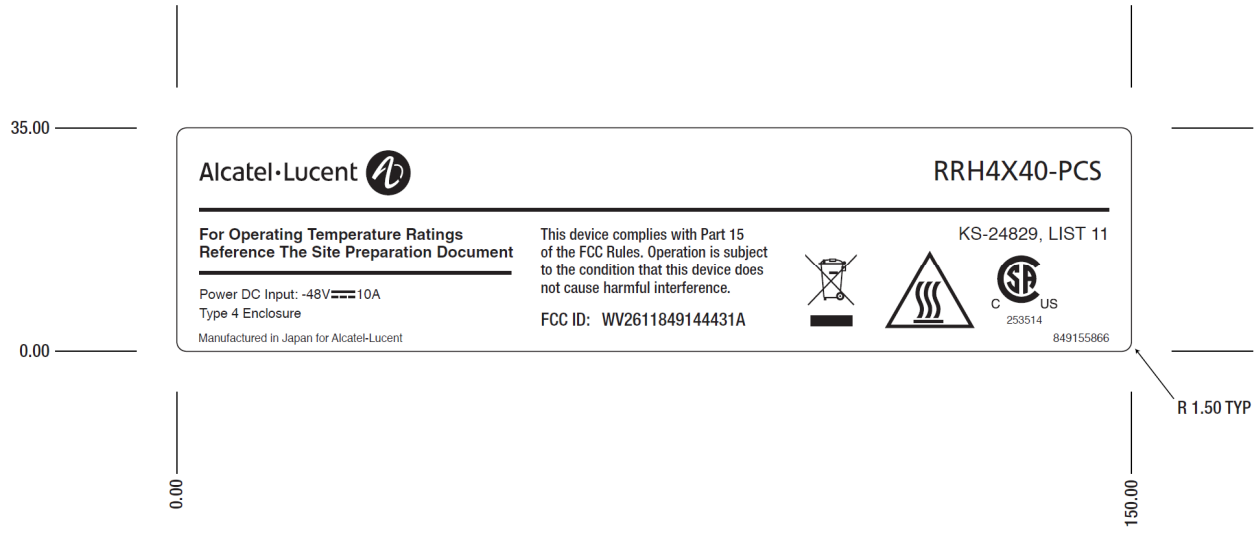 35.00
Alcatel·Lucent
RRH4X40-PCS
For Operating Temperature Ratings
Reference The Site Preparation Document
Power DC Input: -48V 10A
Type 4 Enclosure
Manufactured in Japan for Alcatel-Lucent
This device complies with Part 15
of the FCC Rules. Operation is subject
to the condition that this device does
not cause harmful interference.
FCC ID: WV2611849144431A
KS-24829, LIST 11
C SA US
253514
849155866
0.00
R 1.50 TYP
0.00
150.00